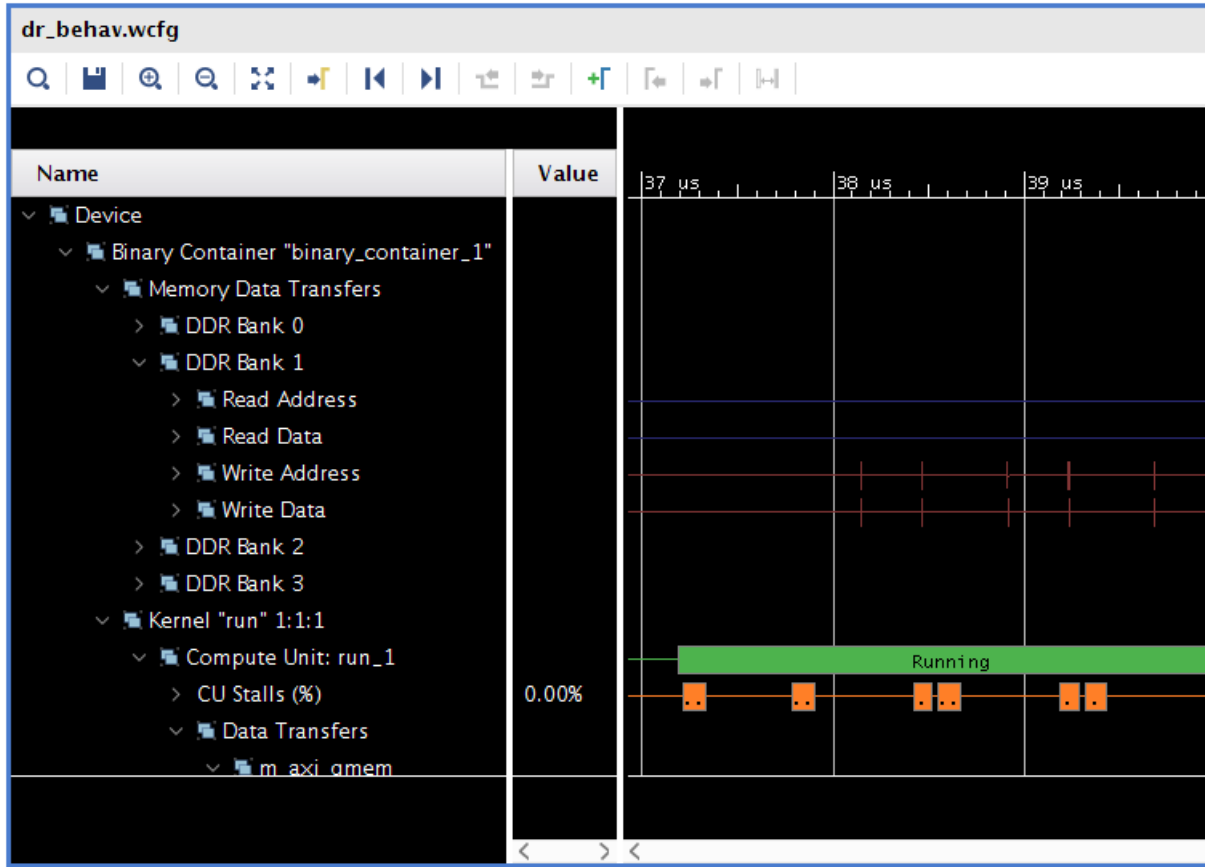 dr_behav.wcfg
Name Value 37 us 38 us 39 us
Device
Binary Container "binary_container_1"
Memory Data Transfers
DDR Bank 0
DDR Bank 1
Read Address
Read Data
Write Address
Write Data
DDR Bank 2
DDR Bank 3
Kernel "run" 1:1:1
Compute Unit: run_1 Running
CU Stalls (%) 0.00% .. .. . .. . .
Data Transfers
m_axi_gmem